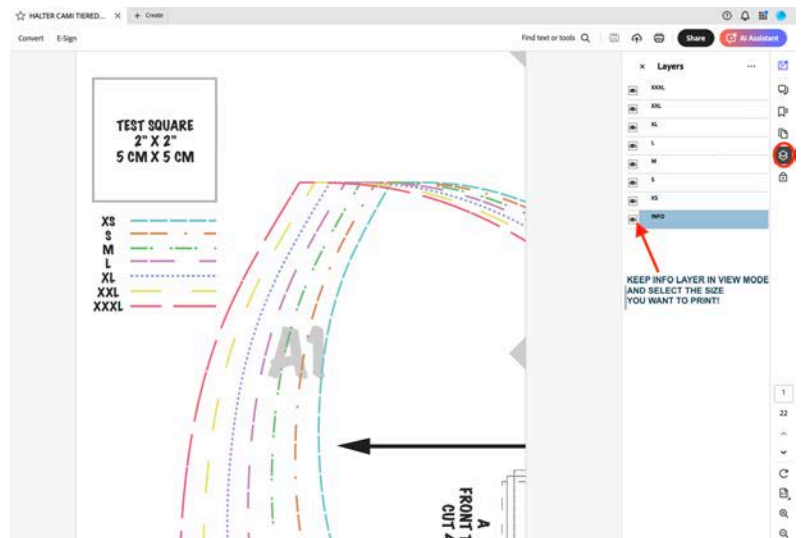 HALTER CAMI TIERED...
Create
Convert
E-Sign
Find text or tools
Share
AI Assistant
TEST SQUARE
2" X 2"
5 CM X 5 CM
XS
S
M
L
XL
XXL
XXXL
A1
A
FRONT
CUT
Layers
XXXL
XXL
XL
L
M
S
XS
INFO
KEEP INFO LAYER IN VIEW MODE
AND SELECT THE SIZE
YOU WANT TO PRINT!
1
22